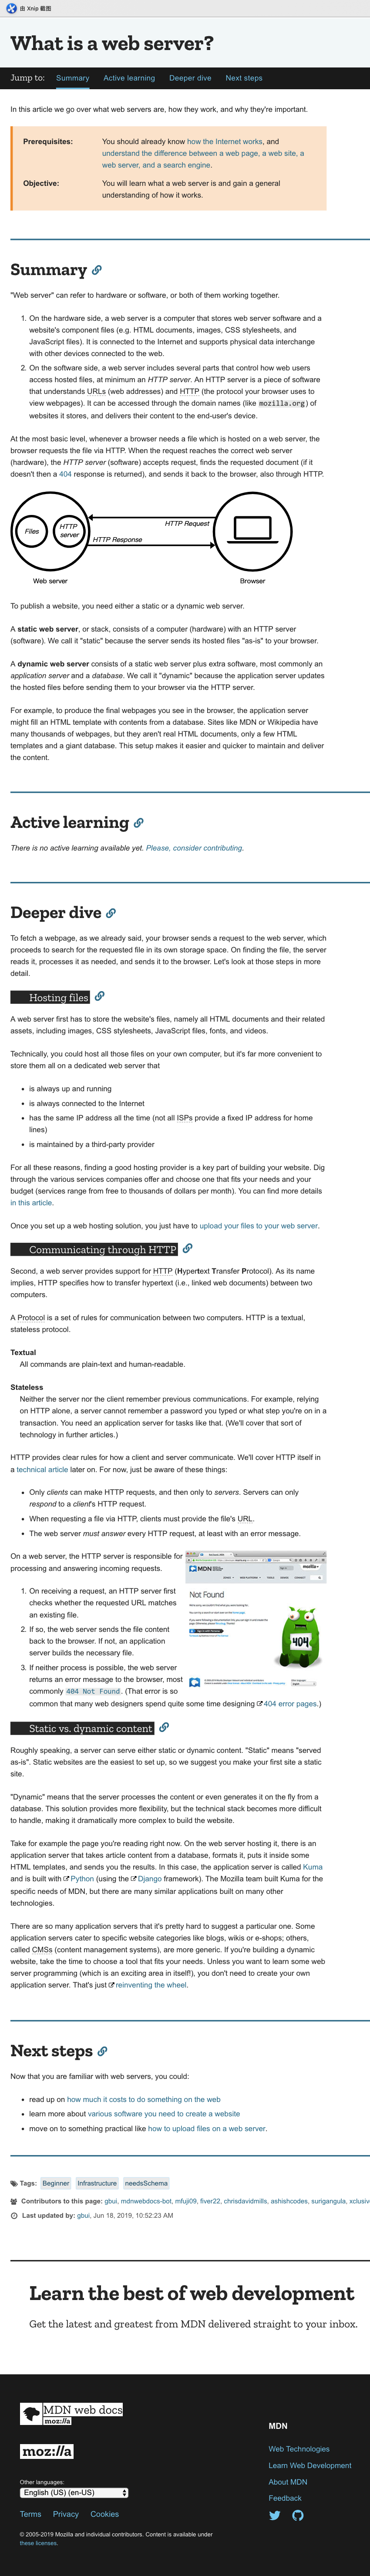 由 Xnip 截图
What is a web server?
Jump to: Summary Active learning Deeper dive Next steps
In this article we go over what web servers are, how they work, and why they're important.
Prerequisites: You should already know how the Internet works, and
understand the difference between a web page, a web site, a
web server, and a search engine.
Objective: You will learn what a web server is and gain a general
understanding of how it works.
Summary
"Web server" can refer to hardware or software, or both of them working together.
1. On the hardware side, a web server is a computer that stores web server software and a
website's component files (e.g. HTML documents, images, CSS stylesheets, and
JavaScript files). It is connected to the Internet and supports physical data interchange
with other devices connected to the web.
2. On the software side, a web server includes several parts that control how web users
access hosted files, at minimum an HTTP server. An HTTP server is a piece of software
that understands URLs (web addresses) and HTTP (the protocol your browser uses to
view webpages). It can be accessed through the domain names (like mozilla.org) of
websites it stores, and delivers their content to the end-user's device.
At the most basic level, whenever a browser needs a file which is hosted on a web server, the
browser requests the file via HTTP. When the request reaches the correct web server
(hardware), the HTTP server (software) accepts request, finds the requested document (if it
doesn't then a 404 response is returned), and sends it back to the browser, also through HTTP.
Files
HTTP
server
HTTP Request
HTTP Response
Web server
Browser
To publish a website, you need either a static or a dynamic web server.
A static web server, or stack, consists of a computer (hardware) with an HTTP server
(software). We call it "static" because the server sends its hosted files "as-is" to your browser.
A dynamic web server consists of a static web server plus extra software, most commonly an
application server and a database. We call it "dynamic" because the application server updates
the hosted files before sending them to your browser via the HTTP server.
For example, to produce the final webpages you see in the browser, the application server
might fill an HTML template with contents from a database. Sites like MDN or Wikipedia have
many thousands of webpages, but they aren't real HTML documents, only a few HTML
templates and a giant database. This setup makes it easier and quicker to maintain and deliver
the content.
Active learning
There is no active learning available yet. Please, consider contributing.
Deeper dive
To fetch a webpage, as we already said, your browser sends a request to the web server, which
proceeds to search for the requested file in its own storage space. On finding the file, the server
reads it, processes it as needed, and sends it to the browser. Let's look at those steps in more
detail.
Hosting files
A web server first has to store the website's files, namely all HTML documents and their related
assets, including images, CSS stylesheets, JavaScript files, fonts, and videos.
Technically, you could host all those files on your own computer, but it's far more convenient to
store them all on a dedicated web server that
• is always up and running
• is always connected to the Internet
• has the same IP address all the time (not all ISPs provide a fixed IP address for home
lines)
• is maintained by a third-party provider
For all these reasons, finding a good hosting provider is a key part of building your website. Dig
through the various services companies offer and choose one that fits your needs and your
budget (services range from free to thousands of dollars per month). You can find more details
in this article.
Once you set up a web hosting solution, you just have to upload your files to your web server.
Communicating through HTTP
Second, a web server provides support for HTTP (Hypertext Transfer Protocol). As its name
implies, HTTP specifies how to transfer hypertext (i.e., linked web documents) between two
computers.
A Protocol is a set of rules for communication between two computers. HTTP is a textual,
stateless protocol.
Textual
All commands are plain-text and human-readable.
Stateless
Neither the server nor the client remember previous communications. For example, relying
on HTTP alone, a server cannot remember a password you typed or what step you're on in a
transaction. You need an application server for tasks like that. (We'll cover that sort of
technology in further articles.)
HTTP provides clear rules for how a client and server communicate. We'll cover HTTP itself in
a technical article later on. For now, just be aware of these things:
• Only clients can make HTTP requests, and then only to servers. Servers can only
respond to a client's HTTP request.
• When requesting a file via HTTP, clients must provide the file's URL.
• The web server must answer every HTTP request, at least with an error message.
On a web server, the HTTP server is responsible for
processing and answering incoming requests.
1. On receiving a request, an HTTP server first
checks whether the requested URL matches
an existing file.
2. If so, the web server sends the file content
back to the browser. If not, an application
server builds the necessary file.
3. If neither process is possible, the web server
returns an error message to the browser, most
commonly 404 Not Found. (That error is so
common that many web designers spend quite some time designing 404 error pages.)
MDN
mozilla
Not Found
404
Static vs. dynamic content
Roughly speaking, a server can serve either static or dynamic content. "Static" means "served
as-is". Static websites are the easiest to set up, so we suggest you make your first site a static
site.
"Dynamic" means that the server processes the content or even generates it on the fly from a
database. This solution provides more flexibility, but the technical stack becomes more difficult
to handle, making it dramatically more complex to build the website.
Take for example the page you're reading right now. On the web server hosting it, there is an
application server that takes article content from a database, formats it, puts it inside some
HTML templates, and sends you the results. In this case, the application server is called Kuma
and is built with Python (using the Django framework). The Mozilla team built Kuma for the
specific needs of MDN, but there are many similar applications built on many other
technologies.
There are so many application servers that it's pretty hard to suggest a particular one. Some
application servers cater to specific website categories like blogs, wikis or e-shops; others,
called CMSs (content management systems), are more generic. If you're building a dynamic
website, take the time to choose a tool that fits your needs. Unless you want to learn some web
server programming (which is an exciting area in itself!), you don't need to create your own
application server. That's just reinventing the wheel.
Next steps
Now that you are familiar with web servers, you could:
• read up on how much it costs to do something on the web
• learn more about various software you need to create a website
• move on to something practical like how to upload files on a web server.
Tags: Beginner Infrastructure needsSchema
Contributors to this page: gbui, mdnwebdocs-bot, mfuji09, fiver22, chrisdavidmills, ashishcodes, surigangula, xclusive
Last updated by: gbui, Jun 18, 2019, 10:52:23 AM
Learn the best of web development
Get the latest and greatest from MDN delivered straight to your inbox.
MDN web docs
moz://a
moz://a
Other languages:
English (US) (en-US)
Terms Privacy Cookies
© 2005-2019 Mozilla and individual contributors. Content is available under
these licenses.
MDN
Web Technologies
Learn Web Development
About MDN
Feedback